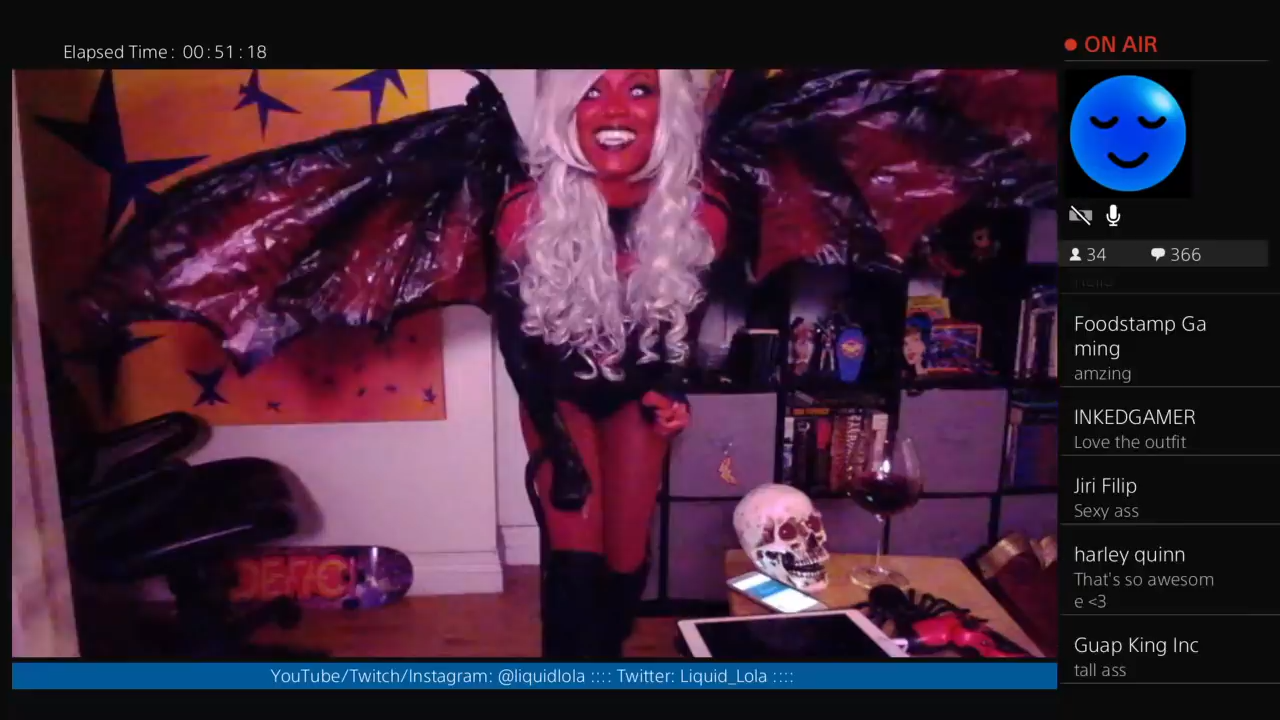 Elapsed Time: 00:51:18
ON AIR
34 366
Hello
Foodstamp Ga
ming
amzing
INKEDGAMER
Love the outfit
Jiri Filip
Sexy ass
harley quinn
That's so awesom
e <3
Guap King Inc
tall ass
YouTube/Twitch/Instagram: @liquidlola :::: Twitter: Liquid_Lola ::::